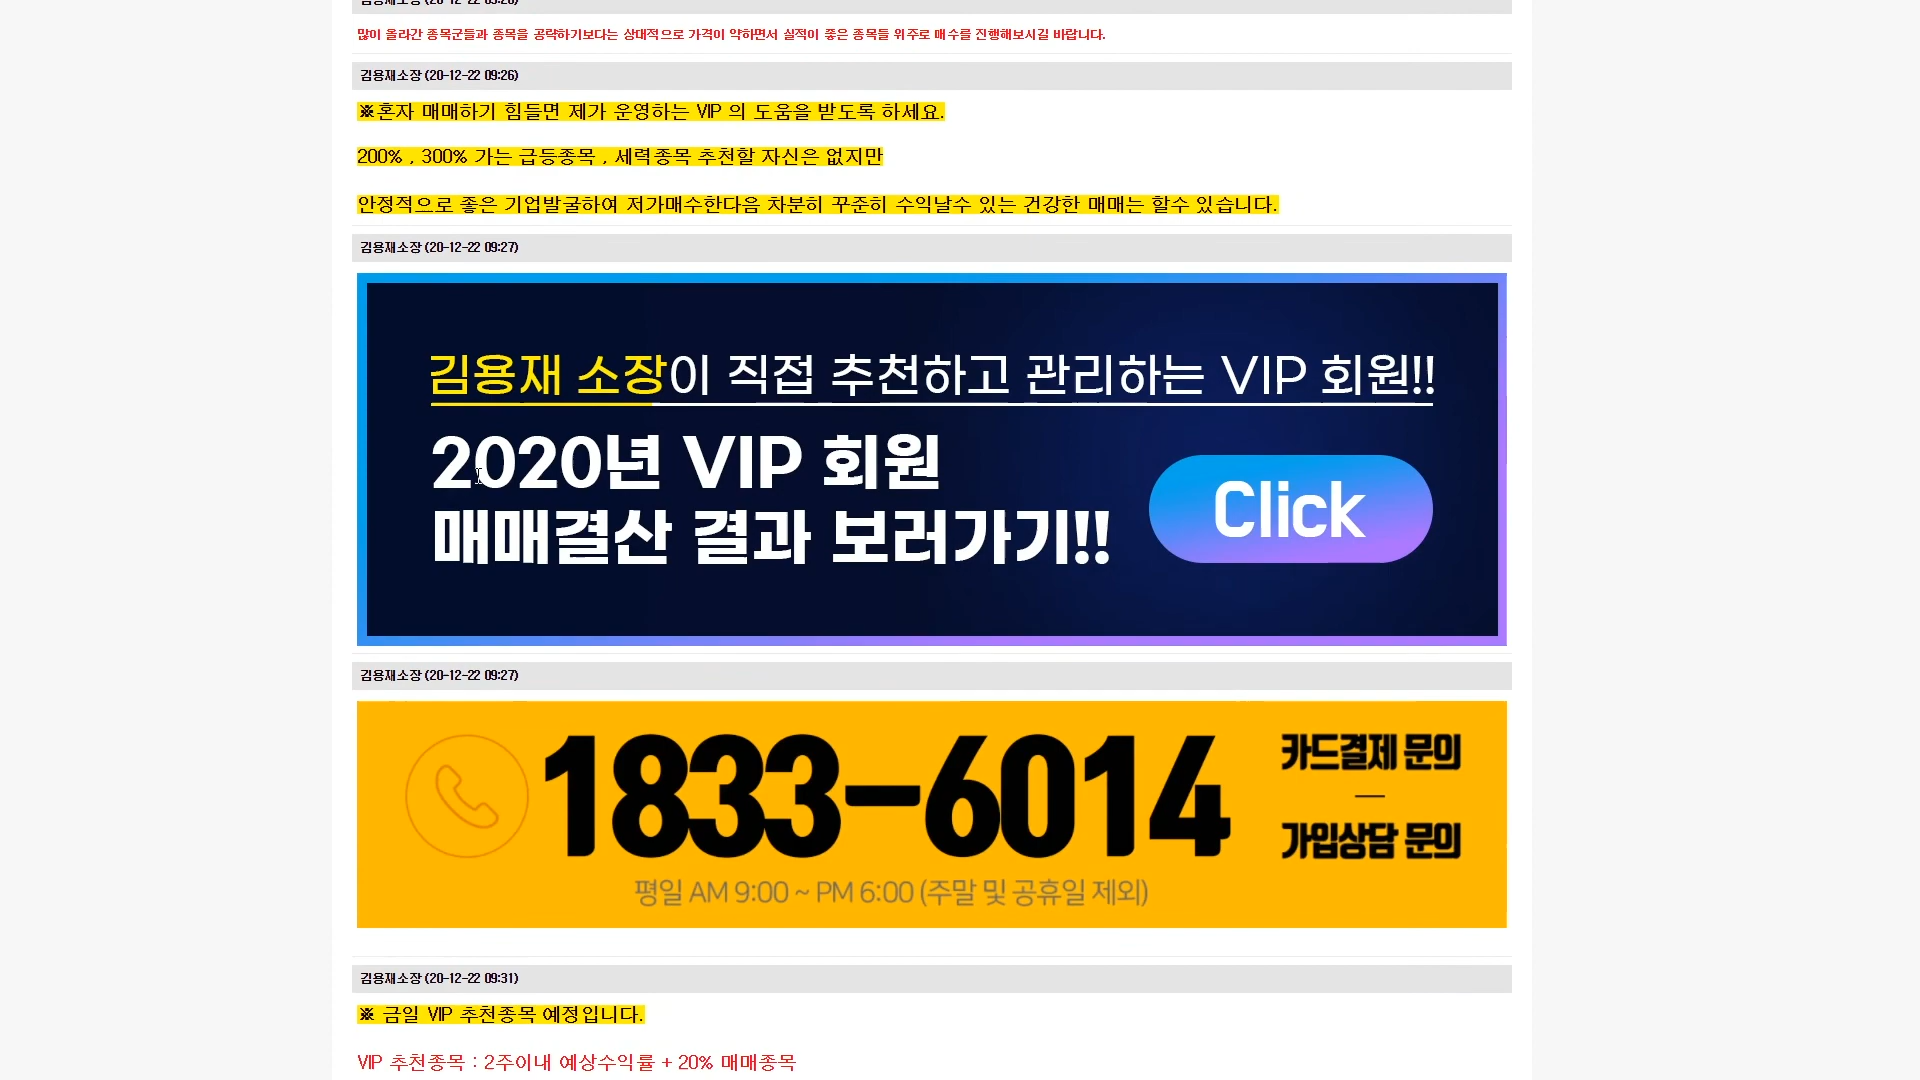 김용재소장 (20-12-22 09:26)
많이 올라간 종목군들과 종목을 공략하기보다는 상대적으로 가격이 약하면서 실적이 좋은 종목들 위주로 매수를 진행해보시길 바랍니다.
김용재소장 (20-12-22 09:26)
※혼자 매매하기 힘들면 제가 운영하는 VIP 의 도움을 받도록 하세요.
200% , 300% 가는 급등종목 , 세력종목 추천할 자신은 없지만
안정적으로 좋은 기업발굴하여 저가매수한다음 차분히 꾸준히 수익날수 있는 건강한 매매는 할수 있습니다.
김용재소장 (20-12-22 09:27)
김용재 소장이 직접 추천하고 관리하는 VIP 회원!!
2020년 VIP 회원
매매결산 결과 보러가기!!
Click
김용재소장 (20-12-22 09:27)
1833-6014
카드결제 문의
가입상담 문의
평일 AM 9:00 ~ PM 6:00 (주말 및 공휴일 제외)
김용재소장 (20-12-22 09:31)
※ 금일 VIP 추천종목 예정입니다.
VIP 추천종목 : 2주이내 예상수익률 + 20% 매매종목